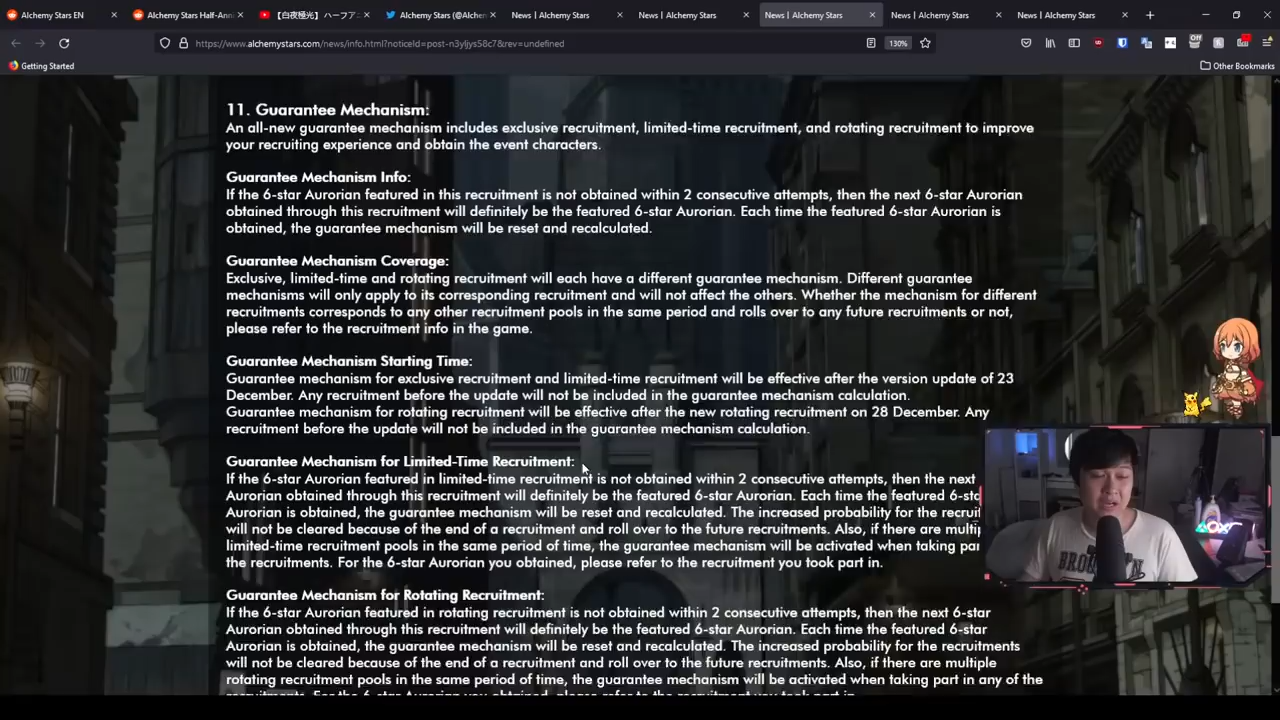 Alchemy Stars EN
Alchemy Stars Half-Anni
【白夜極光】 ハーフア
Alchemy Stars (@Alchem
News | Alchemy Stars
News | Alchemy Stars
News | Alchemy Stars
News | Alchemy Stars
News | Alchemy Stars
https://www.alchemystars.com/news/info.html?noticeId=post-n3yljys58c7&rev=undefined
130%
Off
Getting Started
Other Bookmarks
11. Guarantee Mechanism:
An all-new guarantee mechanism includes exclusive recruitment, limited-time recruitment, and rotating recruitment to improve
your recruiting experience and obtain the event characters.
Guarantee Mechanism Info:
If the 6-star Aurorian featured in this recruitment is not obtained within 2 consecutive attempts, then the next 6-star Aurorian
obtained through this recruitment will definitely be the featured 6-star Aurorian. Each time the featured 6-star Aurorian is
obtained, the guarantee mechanism will be reset and recalculated.
Guarantee Mechanism Coverage:
Exclusive, limited-time and rotating recruitment will each have a different guarantee mechanism. Different guarantee
mechanisms will only apply to its corresponding recruitment and will not affect the others. Whether the mechanism for different
recruitments corresponds to any other recruitment pools in the same period and rolls over to any future recruitments or not,
please refer to the recruitment info in the game.
Guarantee Mechanism Starting Time:
Guarantee mechanism for exclusive recruitment and limited-time recruitment will be effective after the version update of 23
December. Any recruitment before the update will not be included in the guarantee mechanism calculation.
Guarantee mechanism for rotating recruitment will be effective after the new rotating recruitment on 28 December. Any
recruitment before the update will not be included in the guarantee mechanism calculation.
Guarantee Mechanism for Limited-Time Recruitment:
If the 6-star Aurorian featured in limited-time recruitment is not obtained within 2 consecutive attempts, then the next
Aurorian obtained through this recruitment will definitely be the featured 6-star Aurorian. Each time the featured 6-sta
Aurorian is obtained, the guarantee mechanism will be reset and recalculated. The increased probability for the recruit
will not be cleared because of the end of a recruitment and roll over to the future recruitments. Also, if there are multip
limited-time recruitment pools in the same period of time, the guarantee mechanism will be activated when taking par
the recruitments. For the 6-star Aurorian you obtained, please refer to the recruitment you took part in.
BROOKLYN
Guarantee Mechanism for Rotating Recruitment:
If the 6-star Aurorian featured in rotating recruitment is not obtained within 2 consecutive attempts, then the next 6-star
Aurorian obtained through this recruitment will definitely be the featured 6-star Aurorian. Each time the featured 6-star
Aurorian is obtained, the guarantee mechanism will be reset and recalculated. The increased probability for the recruitments
will not be cleared because of the end of a recruitment and roll over to the future recruitments. Also, if there are multiple
rotating recruitment pools in the same period of time, the guarantee mechanism will be activated when taking part in any of the
recruitments. For the 6-star Aurorian you obtained, please refer to the recruitment you took part in.